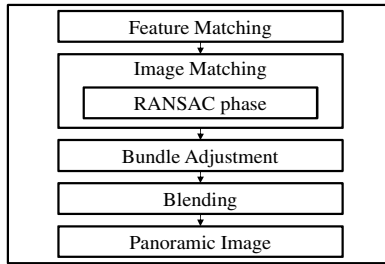 Feature Matching
Image Matching
RANSAC phase
Bundle Adjustment
Blending
Panoramic Image